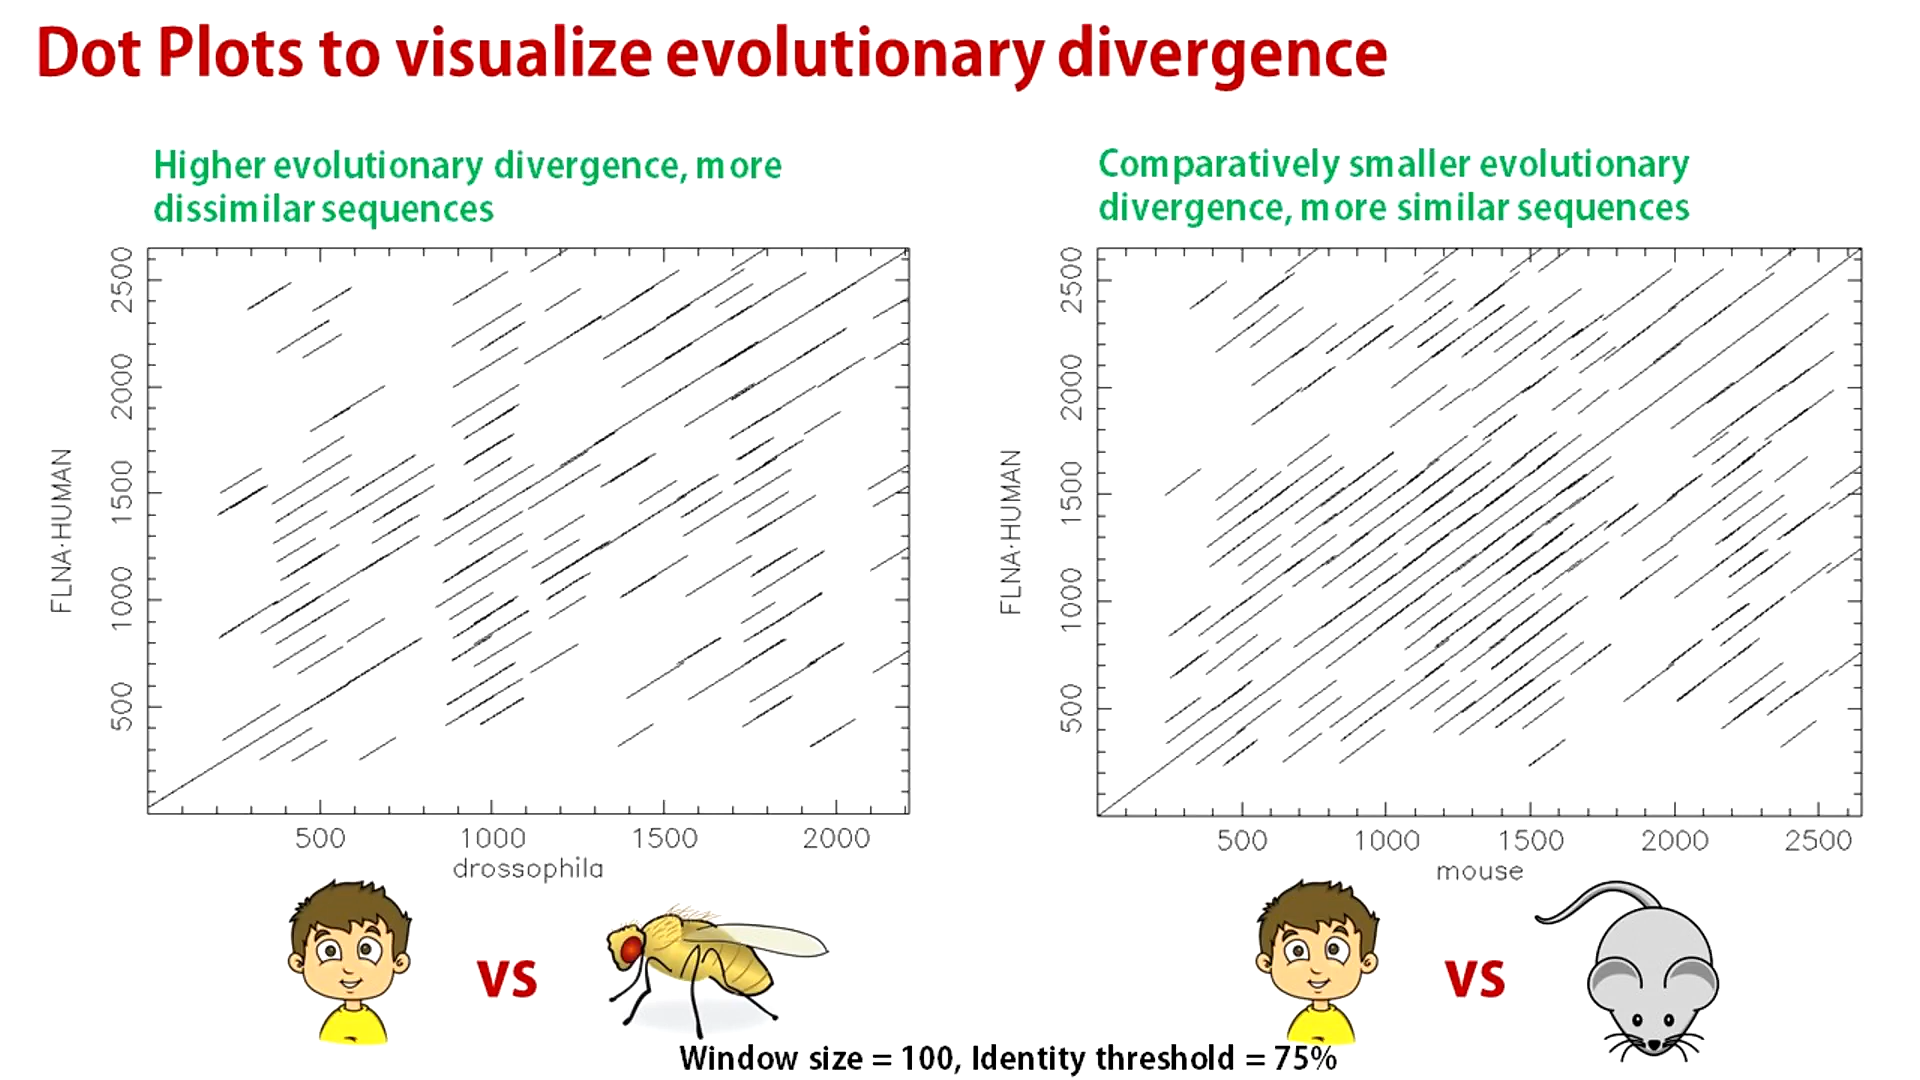 Dot Plots to visualize evolutionary divergence
Higher evolutionary divergence, more
dissimilar sequences
Comparatively smaller evolutionary
divergence, more similar sequences
FLNA·HUMAN
2500
2000
1500
1000
500
500 1000 1500 2000
drossophila
FLNA·HUMAN
2500
2000
1500
1000
500
500 1000 1500 2000 2500
mouse
VS
VS
Window size = 100, Identity threshold = 75%